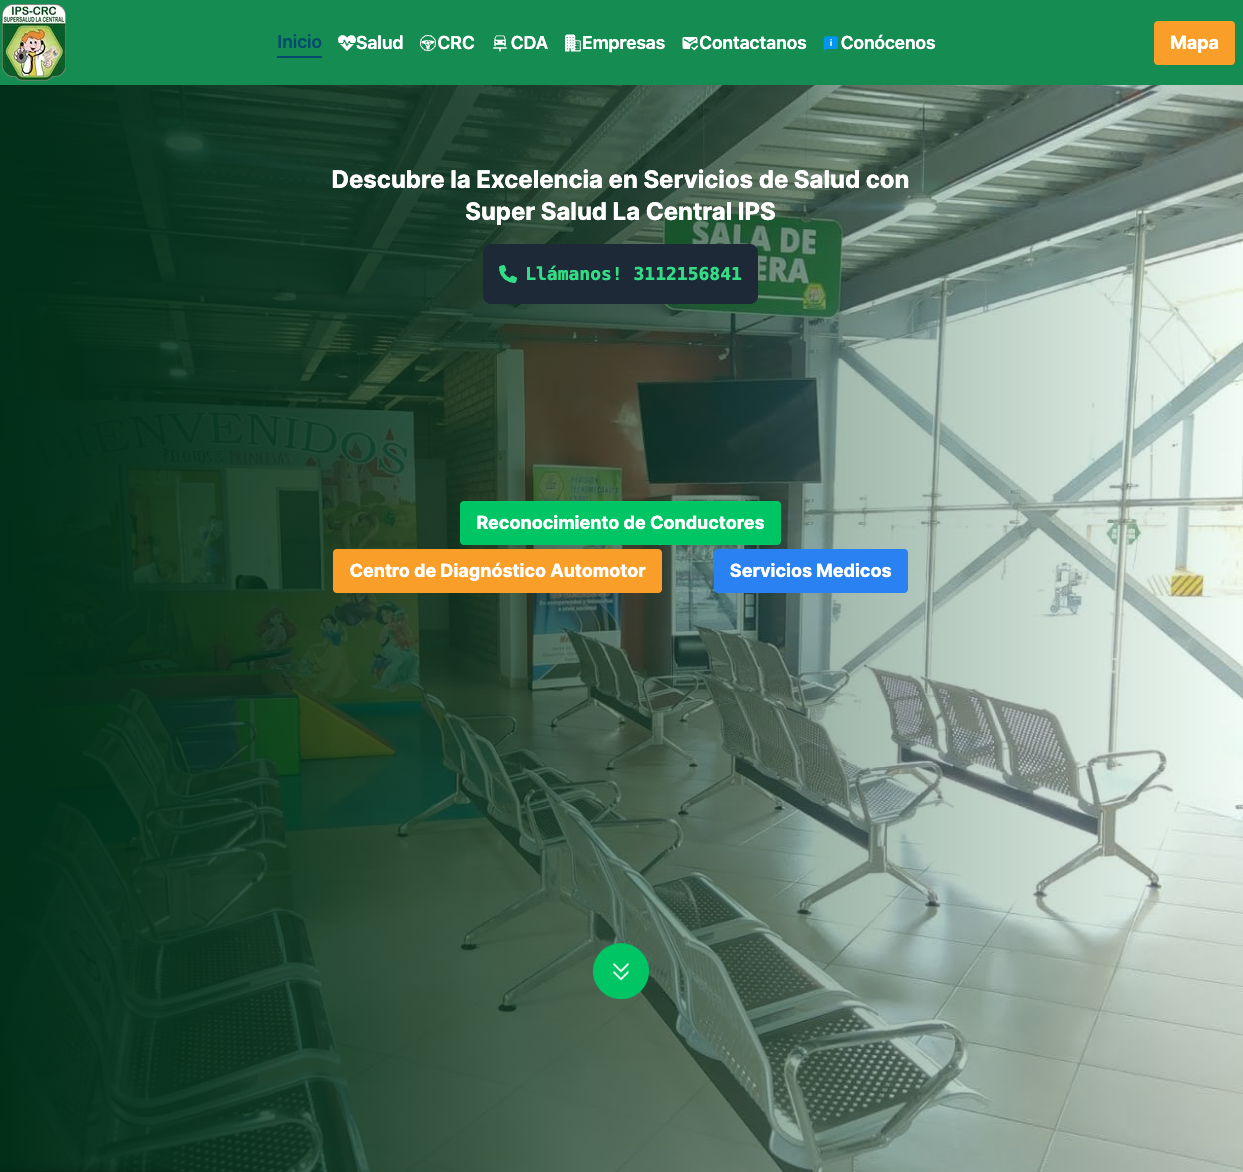 IPS-CRC
SUPERSALUD LA CENTRAL
Inicio
Salud
CRC
CDA
Empresas
Contactanos
Conócenos
Mapa
Descubre la Excelencia en Servicios de Salud con
Super Salud La Central IPS
SALA DE
ERA
Llámanos! 3112156841
BIENVENIDOS
Reconocimiento de Conductores
Centro de Diagnóstico Automotor
Servicios Medicos